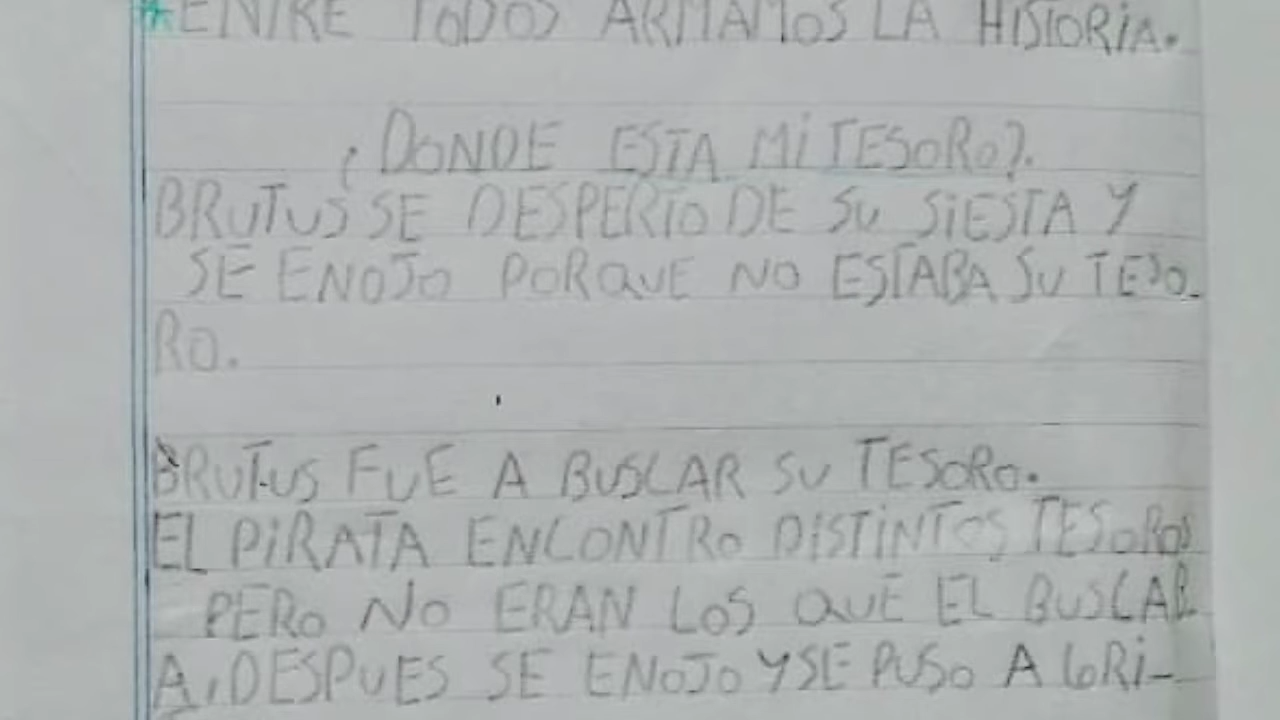 *ENTRE TODOS ARMAMOS LA HISTORIA.
¿DONDE ESTA MI TESORO?.
BRUTUS SE DESPERTO DE SU SIESTA Y
SE ENOJO PORQUE NO ESTABA SU TESO-
RO.
BRUTUS FUE A BUSCAR SU TESORO.
EL PIRATA ENCONTRO DISTINTOS TESOROS
PERO NO ERAN LOS QUE EL BUSCAB
A, DESPUES SE ENOJO Y SE PUSO A GRI-